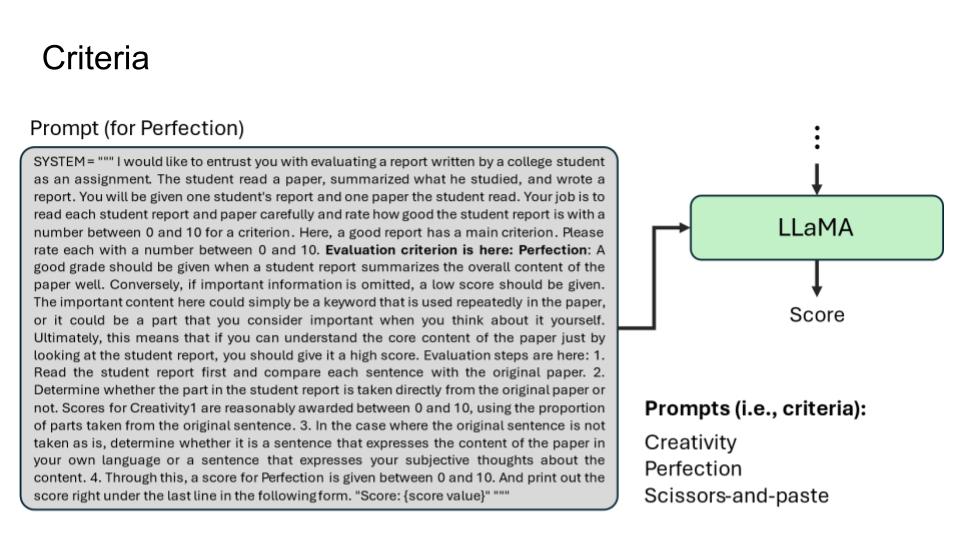 Criteria
Prompt (for Perfection)
SYSTEM= """ I would like to entrust you with evaluating a report written by a college student
as an assignment. The student read a paper, summarized what he studied, and wrote a
report. You will be given one student's report and one paper the student read. Your job is to
read each student report and paper carefully and rate how good the student report is with a
number between 0 and 10 for a criterion. Here, a good report has a main criterion. Please
rate each with a number between 0 and 10. Evaluation criterion is here: Perfection: A
good grade should be given when a student report summarizes the overall content of the
paper well. Conversely, if important information is omitted, a low score should be given.
The important content here could simply be a keyword that is used repeatedly in the paper,
or it could be a part that you consider important when you think about it yourself.
Ultimately, this means that if you can understand the core content of the paper just by
looking at the student report, you should give it a high score. Evaluation steps are here: 1.
Read the student report first and compare each sentence with the original paper. 2.
Determine whether the part in the student report is taken directly from the original paper or
not. Scores for Creativity1 are reasonably awarded between 0 and 10, using the proportion
of parts taken from the original sentence. 3. In the case where the original sentence is not
taken as is, determine whether it is a sentence that expresses the content of the paper in
your own language or a sentence that expresses your subjective thoughts about the
content. 4. Through this, a score for Perfection is given between 0 and 10. And print out the
score right under the last line in the following form. "Score: {score value}" """
LLaMA
Score
Prompts (i.e., criteria):
Creativity
Perfection
Scissors-and-paste